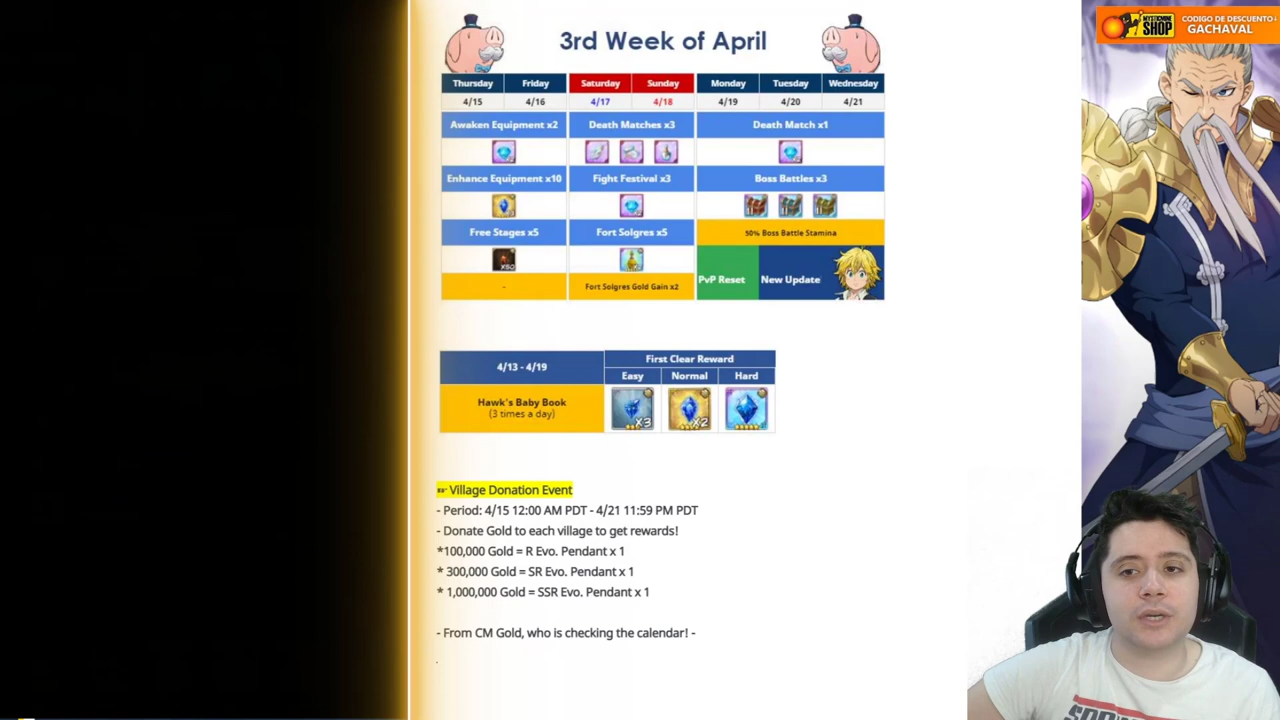 3rd Week of April
Thursday Friday Saturday Sunday Monday Tuesday Wednesday
4/15 4/16 4/17 4/18 4/19 4/20 4/21
Awaken Equipment x2 Death Matches x3 Death Match x1
Enhance Equipment x10 Fight Festival x3 Boss Battles x3
Free Stages x5 Fort Solgres x5 50% Boss Battle Stamina
X60
- Fort Solgres Gold Gain x2 PvP Reset New Update
4/13 - 4/19 First Clear Reward
Easy Normal Hard
Hawk's Baby Book
(3 times a day)
X3 X2
Village Donation Event
- Period: 4/15 12:00 AM PDT - 4/21 11:59 PM PDT
- Donate Gold to each village to get rewards!
*100,000 Gold = R Evo. Pendant x 1
* 300,000 Gold = SR Evo. Pendant x 1
* 1,000,000 Gold = SSR Evo. Pendant x 1
- From CM Gold, who is checking the calendar! -
.
SHOP
CODIGO DE DESCUENTO
GACHAVAL